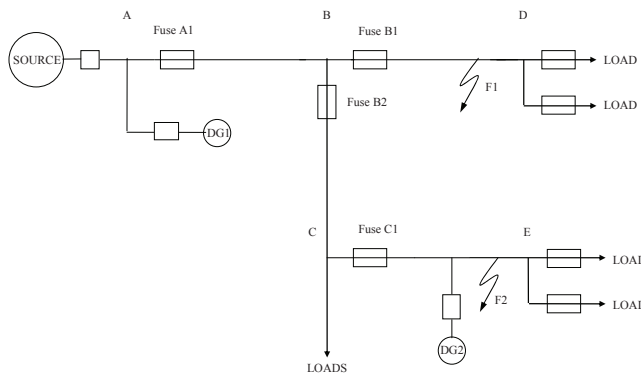 A
B
D
Fuse A1
Fuse B1
SOURCE
LOAD
Fuse B2
F1
LOAD
DG1
C
Fuse C1
E
LOAI
F2
LOAI
DG2
LOADS